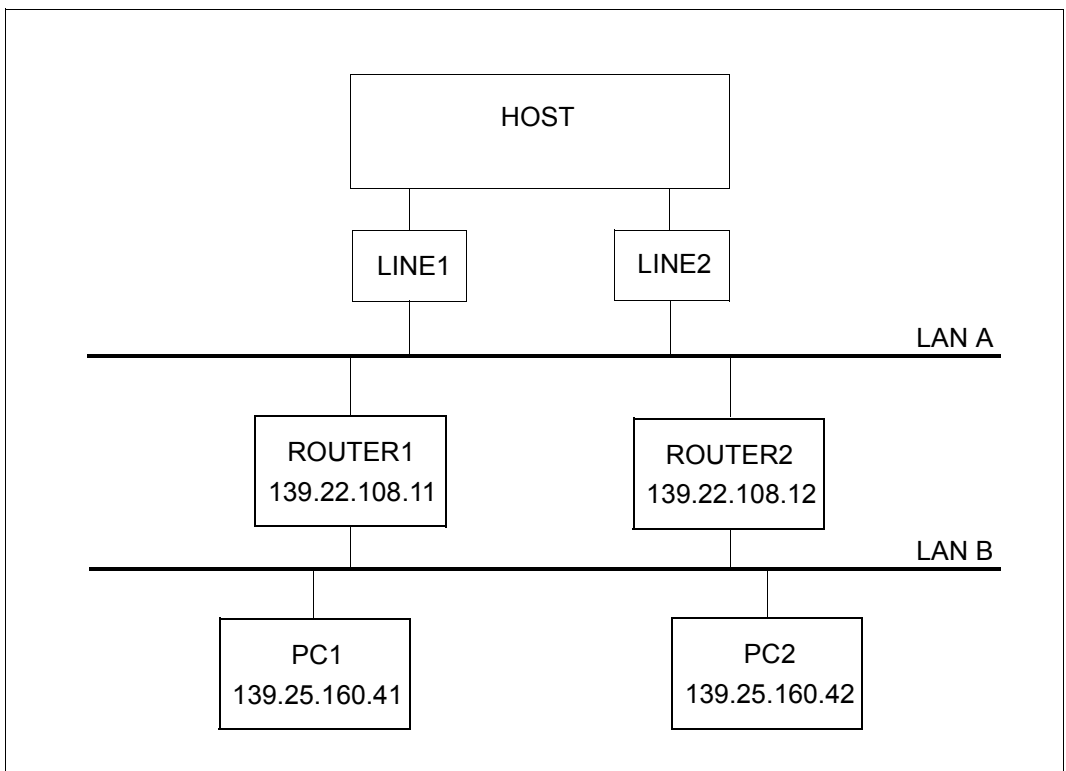 HOST
LINE1
LINE2
LAN A
ROUTER1
139.22.108.11
ROUTER2
139.22.108.12
LAN B
PC1
139.25.160.41
PC2
139.25.160.42